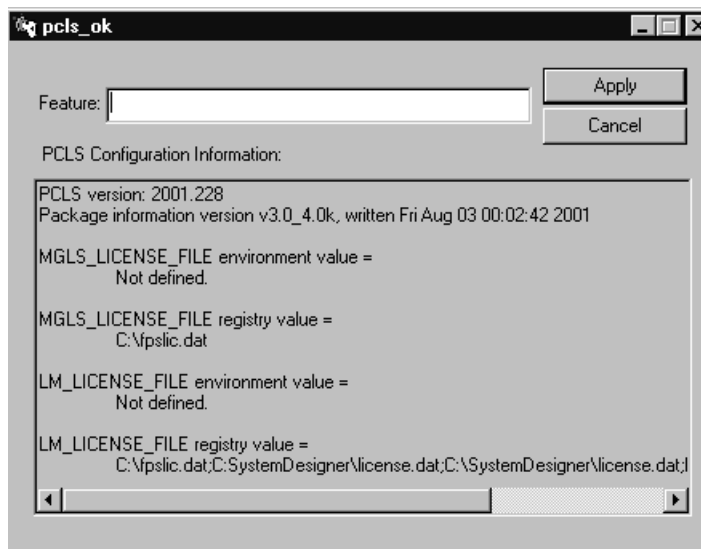 pcls_ok
Feature:
Apply
Cancel
PCLS Configuration Information:
PCLS version: 2001.228
Package information version v3.0_4.0k, written Fri Aug 03 00:02:42 2001
MGLS_LICENSE_FILE environment value =
Not defined.
MGLS_LICENSE_FILE registry value =
C:\fpslic.dat
LM_LICENSE_FILE environment value =
Not defined.
LM_LICENSE_FILE registry value =
C:\fpslic.dat;C:SystemDesigner\license.dat;C:\SystemDesigner\license.dat;